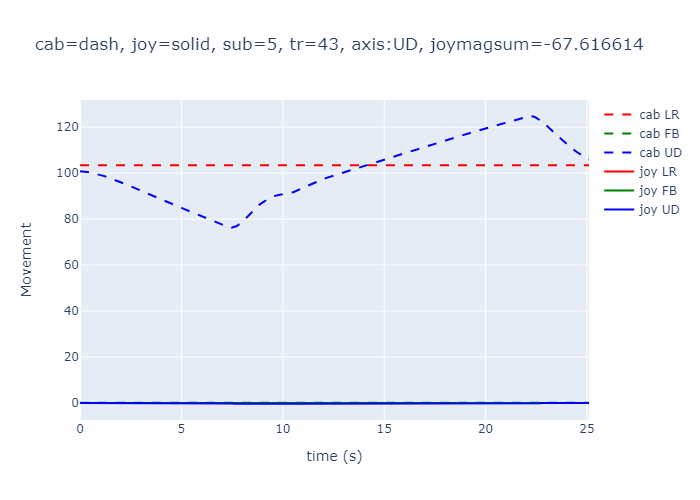 cab=dash, joy=solid, sub=5, tr=43, axis:UD, joymagsum=-67.616614
cab LR
cab FB
cab UD
joy LR
joy FB
joy UD
Movement
120
100
80
60
40
20
0
0 5 10 15 20 25
time (s)